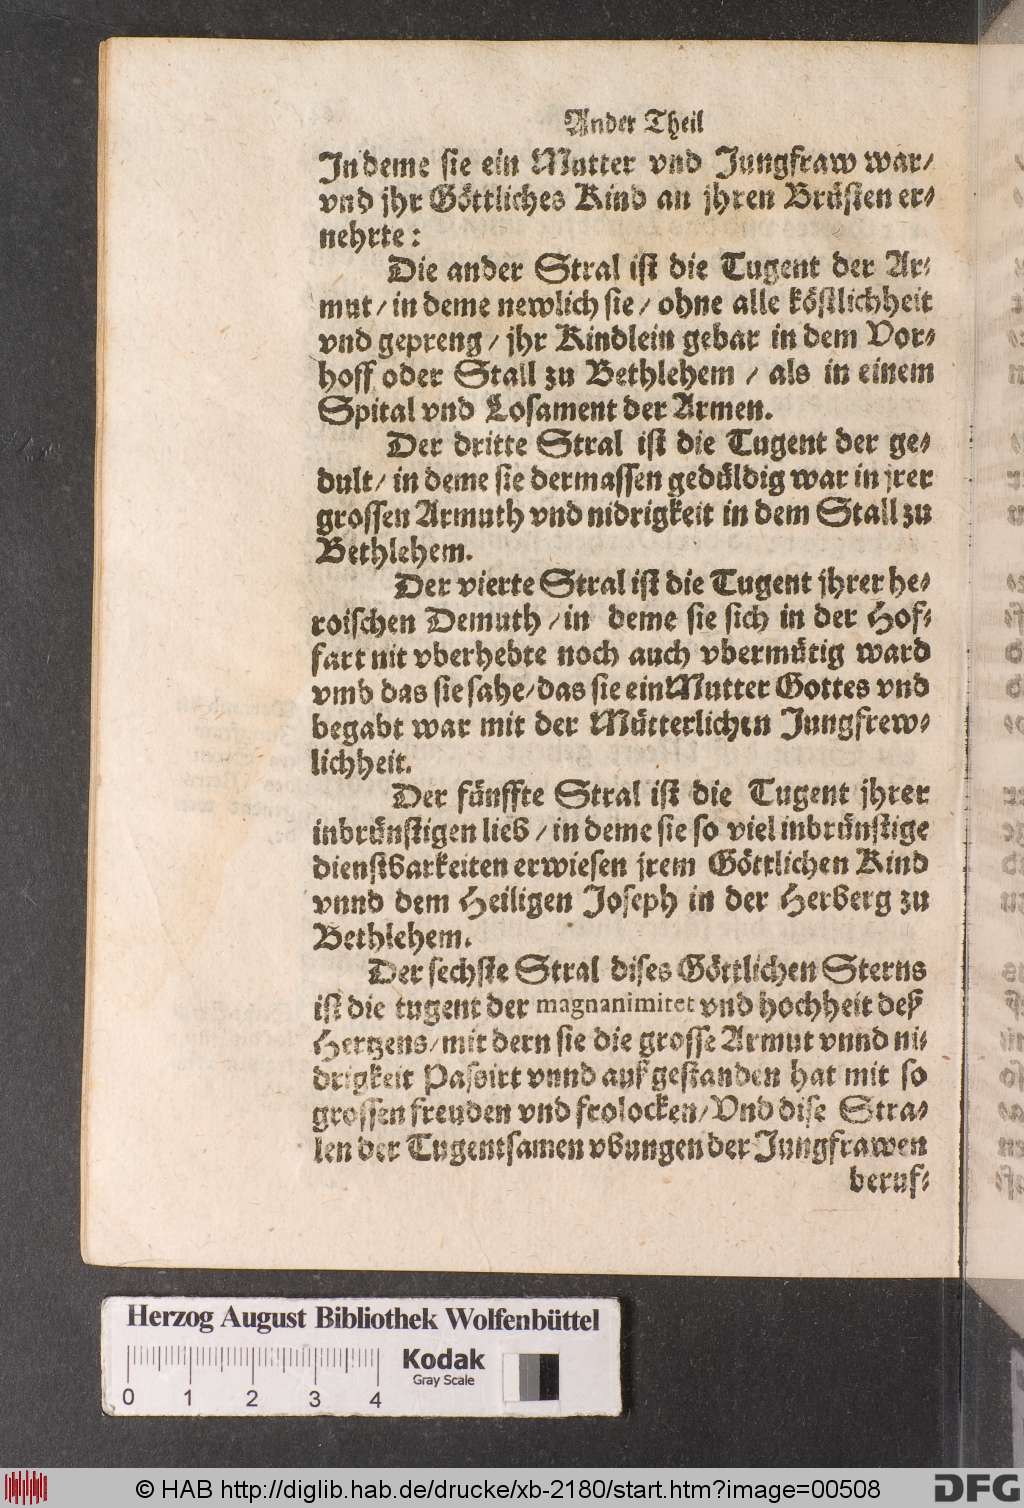 Ander Theil
In deme sie ein Mutter vnd Jungfraw war/
vnd jhr Göttliches Kind an jhren Brüsten er-
nehrte:
Die ander Stral ist die Tugent der Ar-
mut/ in deme newlich sie/ ohne alle köstlichheit
vnd gepreng/ jhr Kindlein gebar in dem Vor-
hoff oder Stall zu Bethlehem/ als in einem
Spital vnd Losament der Armen.
Der dritte Stral ist die Tugent der ge-
dult/ in deme sie dermassen gedüldig war in jrer
grossen Armuth vnd nidrigkeit in dem Stall zu
Bethlehem.
Der vierte Stral ist die Tugent jhrer he-
roischen Demuth/ in deme sie sich in der Hof-
fart nit vberhebte noch auch vbermütig ward
vmb das sie sahe/ das sie ein Mutter Gottes vnd
begabt war mit der Mütterlichen Jungfrew-
lichheit.
Der fünffte Stral ist die Tugent jhrer
inbrünstigen lieb/ in deme sie so viel inbrünstige
dienstbarkeiten erwiesen jrem Göttlichen Kind
vnnd dem Heiligen Joseph in der Herberg zu
Bethlehem.
Der sechste Stral dises Göttlichen Sterns
ist die tugent der magnanimitet vnd hochheit deß
Hertzens/ mit dern sie die grosse Armut vnnd ni-
drigkeit Passirt vnnd außgestanden hat mit so
grossen freuden vnd frolocken/ Vnd dise Stra-
len der Tugentsamen vbungen der Jungfrawen
beruf-
Herzog August Bibliothek Wolfenbüttel
Kodak
Gray Scale
0 1 2 3 4
© HAB http://diglib.hab.de/drucke/xb-2180/start.htm?image=00508
DFG